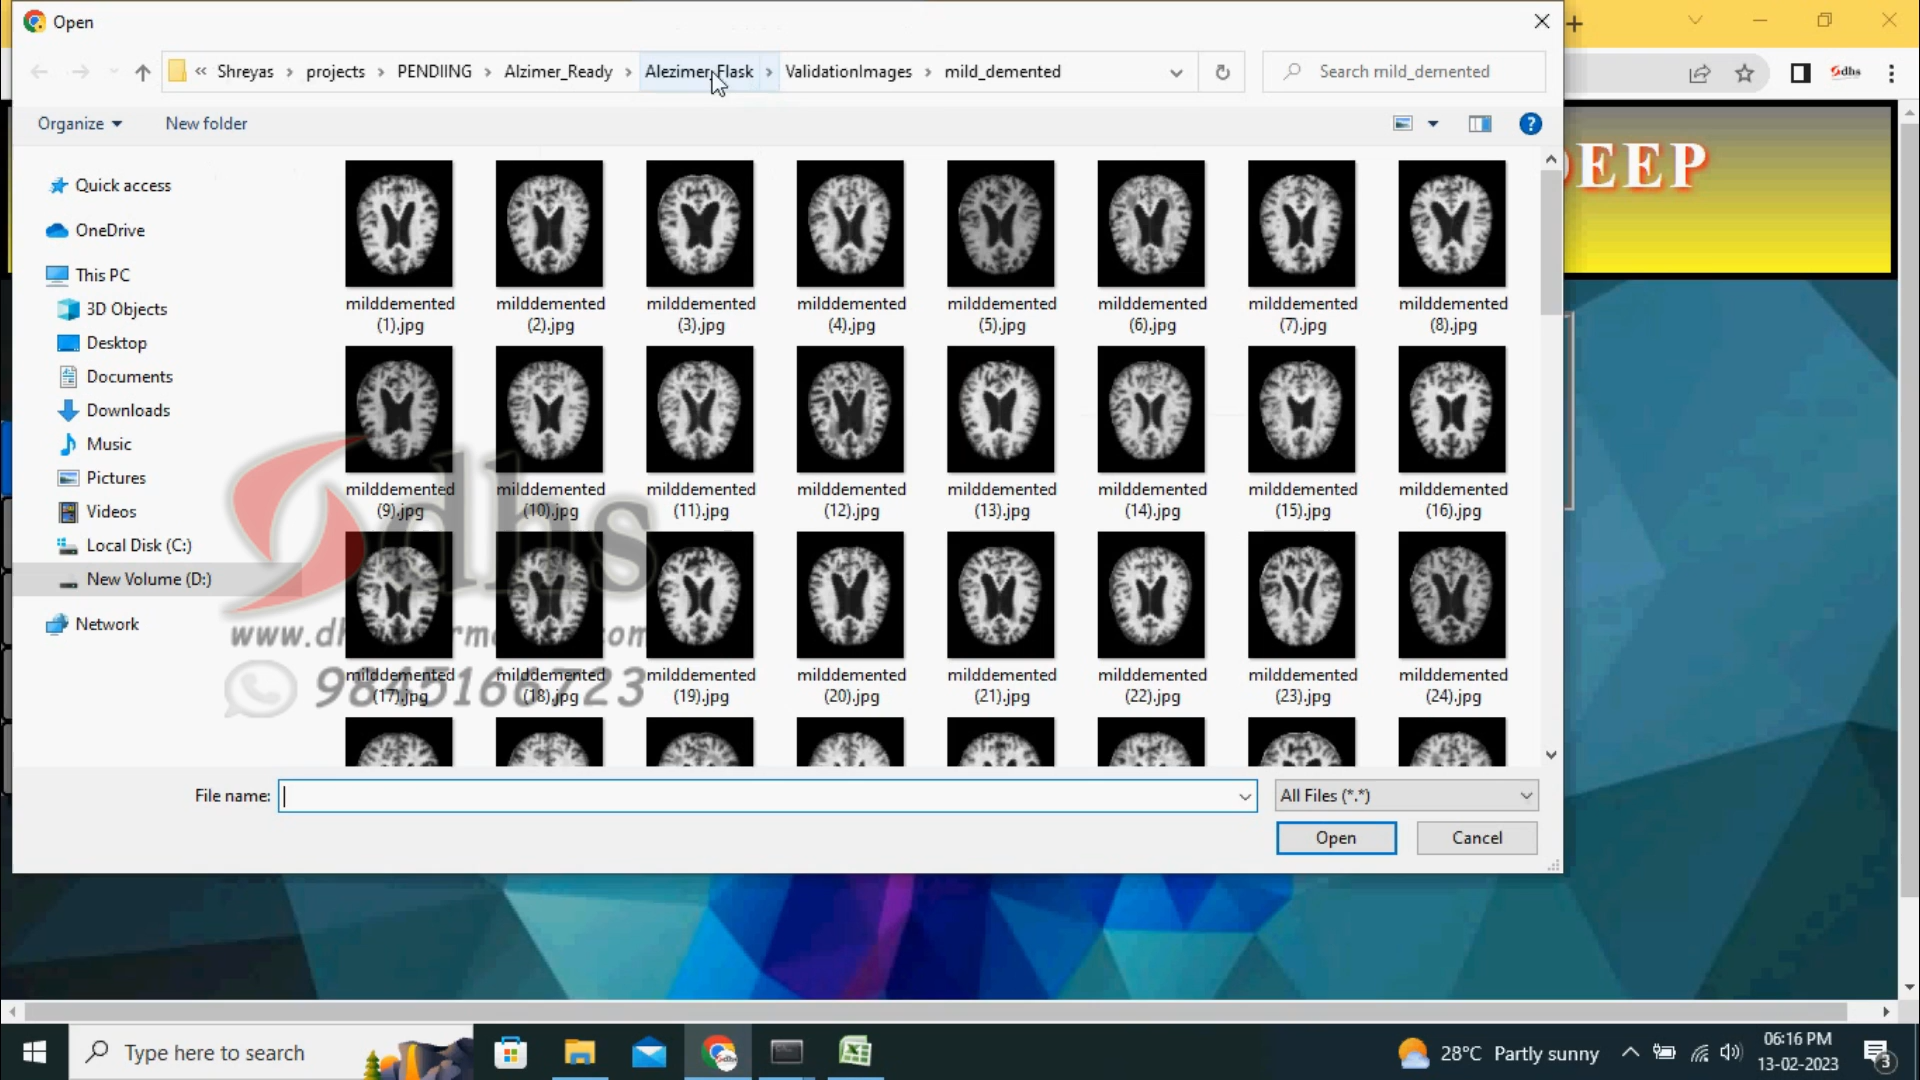 Open
« Shreyas > projects > PENDIING > Alzimer_Ready > Alezimer_Flask > ValidationImages > mild_demented
Search mild_demented
Sdhs
Organize
New folder
?
DEEP
Quick access
OneDrive
This PC
3D Objects
Desktop
Documents
Downloads
Music
Pictures
Videos
Local Disk (C:)
New Volume (D:)
Network
milddemented (1).jpg
milddemented (2).jpg
milddemented (3).jpg
milddemented (4).jpg
milddemented (5).jpg
milddemented (6).jpg
milddemented (7).jpg
milddemented (8).jpg
milddemented (9).jpg
milddemented (10).jpg
milddemented (11).jpg
milddemented (12).jpg
milddemented (13).jpg
milddemented (14).jpg
milddemented (15).jpg
milddemented (16).jpg
milddemented (17).jpg
milddemented (18).jpg
milddemented (19).jpg
milddemented (20).jpg
milddemented (21).jpg
milddemented (22).jpg
milddemented (23).jpg
milddemented (24).jpg
Sdhs
9845166723
File name:
All Files (*.*)
Open
Cancel
Type here to search
28°C Partly sunny
06:16 PM
13-02-2023
3